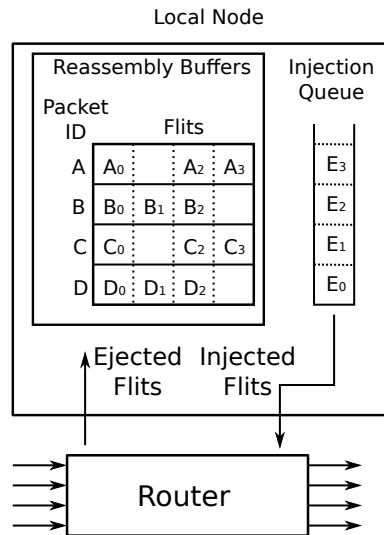 Local Node
Reassembly Buffers
Injection
Queue
Packet
ID
Flits
A A0 A2 A3
B B0 B1 B2
C C0 C2 C3
D D0 D1 D2
E3
E2
E1
E0
Ejected
Flits
Injected
Flits
Router